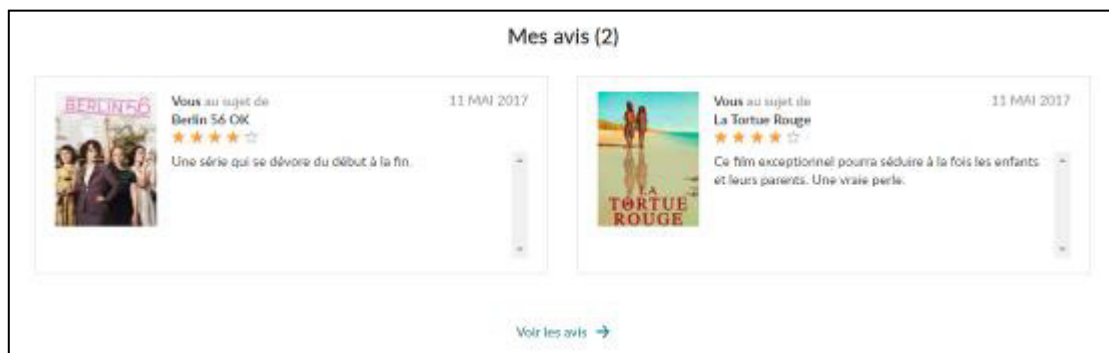 Mes avis (2)
BERLIN56
Vous au sujet de
11 MAI 2017
Berlin 56 OK
Une série qui se dévore du début à la fin.
LA
TORTUE
ROUGE
Vous au sujet de
11 MAI 2017
La Tortue Rouge
Ce film exceptionnel pourra séduire à la fois les enfants
et leurs parents. Une vraie perle.
Voir les avis →